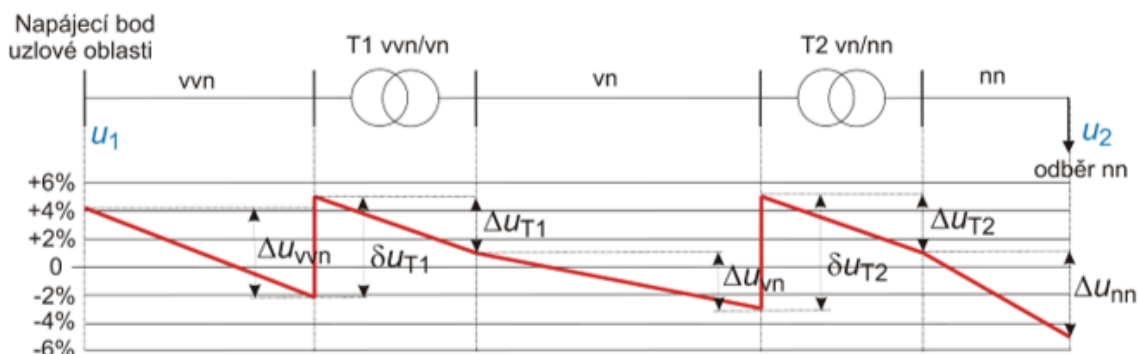 Napájecí bod
uzlové oblasti
T1 vvn/vn
T2 vn/nn
vvn
vn
nn
u1
u2
odběr nn
+6%
+4%
+2%
0
-2%
-4%
-6%
Δuvvn
δuT1
ΔuT1
Δuvn
δuT2
ΔuT2
Δunn